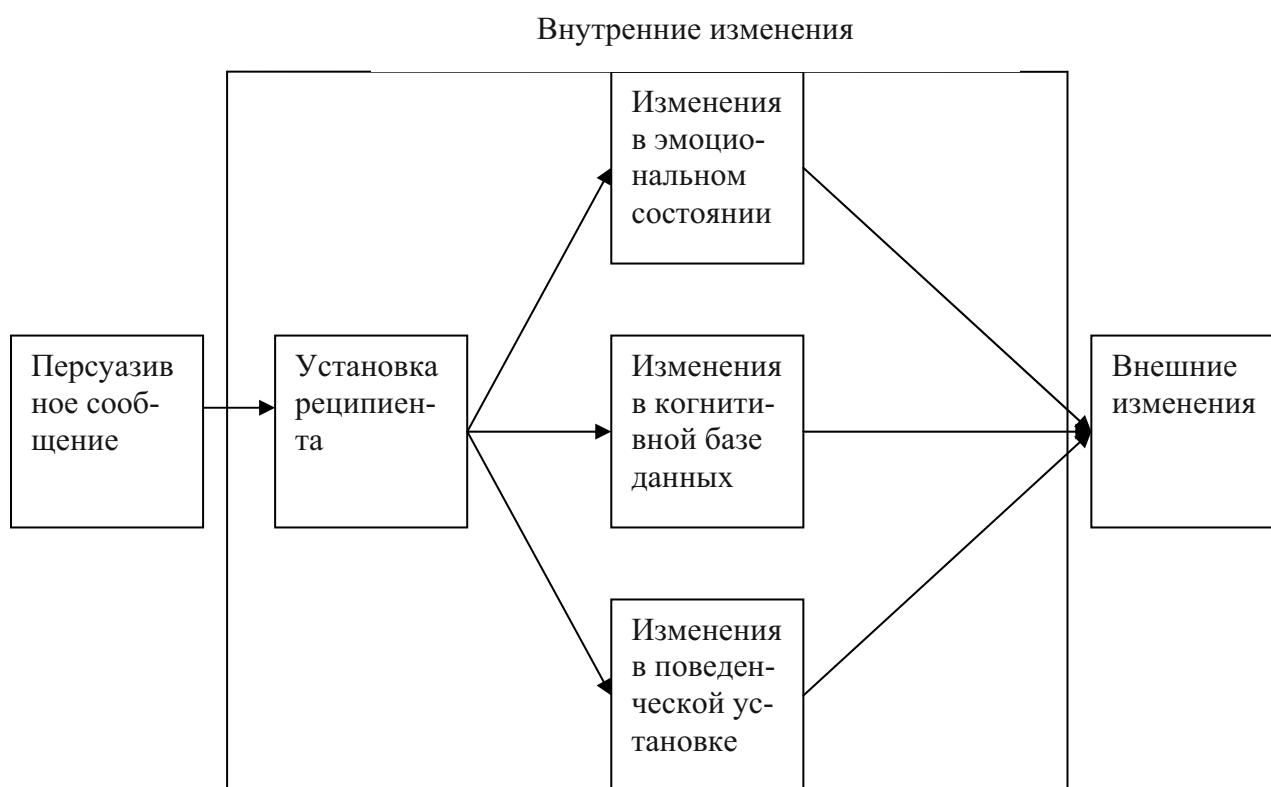 Внутренние изменения
Изменения
в эмоцио-
нальном
состоянии
Персуазив
ное сооб-
щение
Установка
реципиен-
та
Изменения
в когнити-
вной базе
данных
Внешние
изменения
Изменения
в поведен-
ческой ус-
тановке